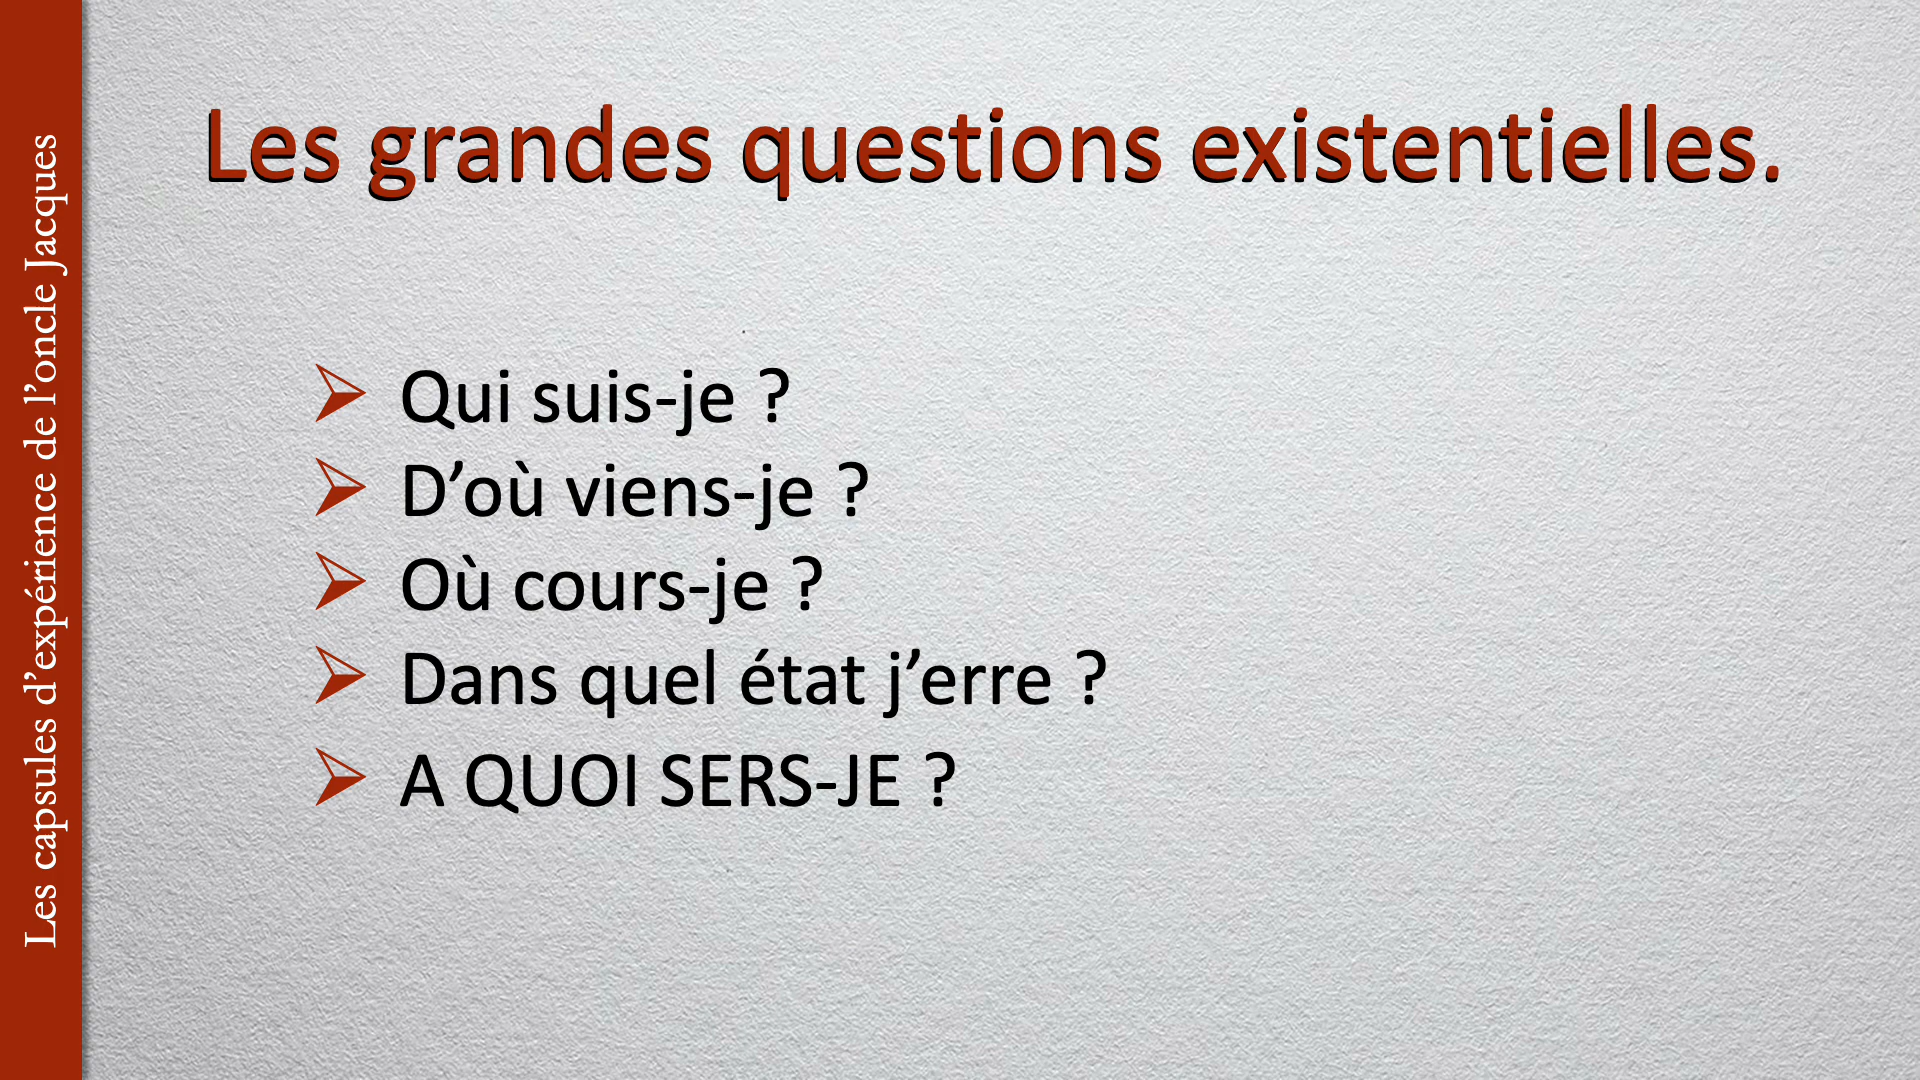 Les grandes questions existentielles.
Qui suis-je ?
D’où viens-je ?
Où cours-je ?
Dans quel état j’erre ?
A QUOI SERS-JE ?
Les capsules d’expérience de l’oncle Jacques